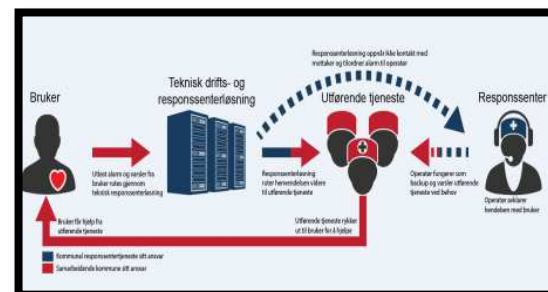 Responssenterløsning oppnår ikke kontakt med
mottaker og tilordner alarm til operatør
Bruker
Teknisk drifts- og
responssenterløsning
Utførende tjeneste
Responssenter
Utløst alarm og varsler fra
bruker rutes gjennom
teknisk responssenterløsning
Responssenterløsning
ruter henvendelsen videre
til utførende tjeneste
Operatør fungerer som
backup og varsler utførende
tjeneste ved behov
Operatør avklarer
hendelsen med bruker
Bruker får hjelp fra
utførende tjeneste
Utførende tjeneste rykker
ut til bruker for å hjelpe
Kommunal responssentertjeneste sitt ansvar
Samarbeidende kommune sitt ansvar